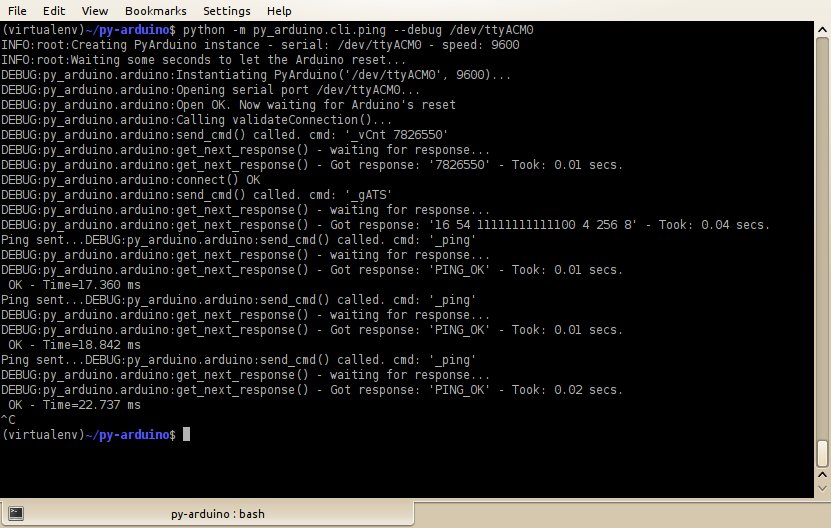 File Edit View Bookmarks Settings Help
(virtualenv)~/py-arduino$ python -m py_arduino.cli.ping --debug /dev/ttyACM0
INFO:root:Creating PyArduino instance - serial: /dev/ttyACM0 - speed: 9600
INFO:root:Waiting some seconds to let the Arduino reset...
DEBUG:py_arduino.arduino:Instantiating PyArduino('/dev/ttyACM0', 9600)...
DEBUG:py_arduino.arduino:Opening serial port /dev/ttyACM0...
DEBUG:py_arduino.arduino:Open OK. Now waiting for Arduino's reset
DEBUG:py_arduino.arduino:Calling validateConnection()...
DEBUG:py_arduino.arduino:send_cmd() called. cmd: '_vCnt 7826550'
DEBUG:py_arduino.arduino:get_next_response() - waiting for response...
DEBUG:py_arduino.arduino:get_next_response() - Got response: '7826550' - Took: 0.01 secs.
DEBUG:py_arduino.arduino:connect() OK
DEBUG:py_arduino.arduino:send_cmd() called. cmd: '_gATS'
DEBUG:py_arduino.arduino:get_next_response() - waiting for response...
DEBUG:py_arduino.arduino:get_next_response() - Got response: '16 54 11111111111100 4 256 8' - Took: 0.04 secs.
Ping sent...DEBUG:py_arduino.arduino:send_cmd() called. cmd: '_ping'
DEBUG:py_arduino.arduino:get_next_response() - waiting for response...
DEBUG:py_arduino.arduino:get_next_response() - Got response: 'PING_OK' - Took: 0.01 secs.
OK - Time=17.360 ms
Ping sent...DEBUG:py_arduino.arduino:send_cmd() called. cmd: '_ping'
DEBUG:py_arduino.arduino:get_next_response() - waiting for response...
DEBUG:py_arduino.arduino:get_next_response() - Got response: 'PING_OK' - Took: 0.01 secs.
OK - Time=18.842 ms
Ping sent...DEBUG:py_arduino.arduino:send_cmd() called. cmd: '_ping'
DEBUG:py_arduino.arduino:get_next_response() - waiting for response...
DEBUG:py_arduino.arduino:get_next_response() - Got response: 'PING_OK' - Took: 0.02 secs.
OK - Time=22.737 ms
^C
(virtualenv)~/py-arduino$
py-arduino : bash